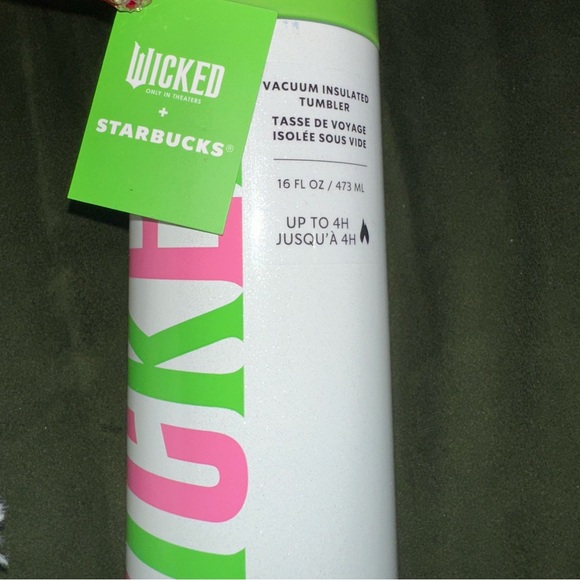 WICKED
ONLY IN THEATERS
+
STARBUCKS®
VACUUM INSULATED
TUMBLER
TASSE DE VOYAGE
ISOLÉE SOUS VIDE
16 FL OZ / 473 ML
UP TO 4H
JUSQU'À 4H
ICKE